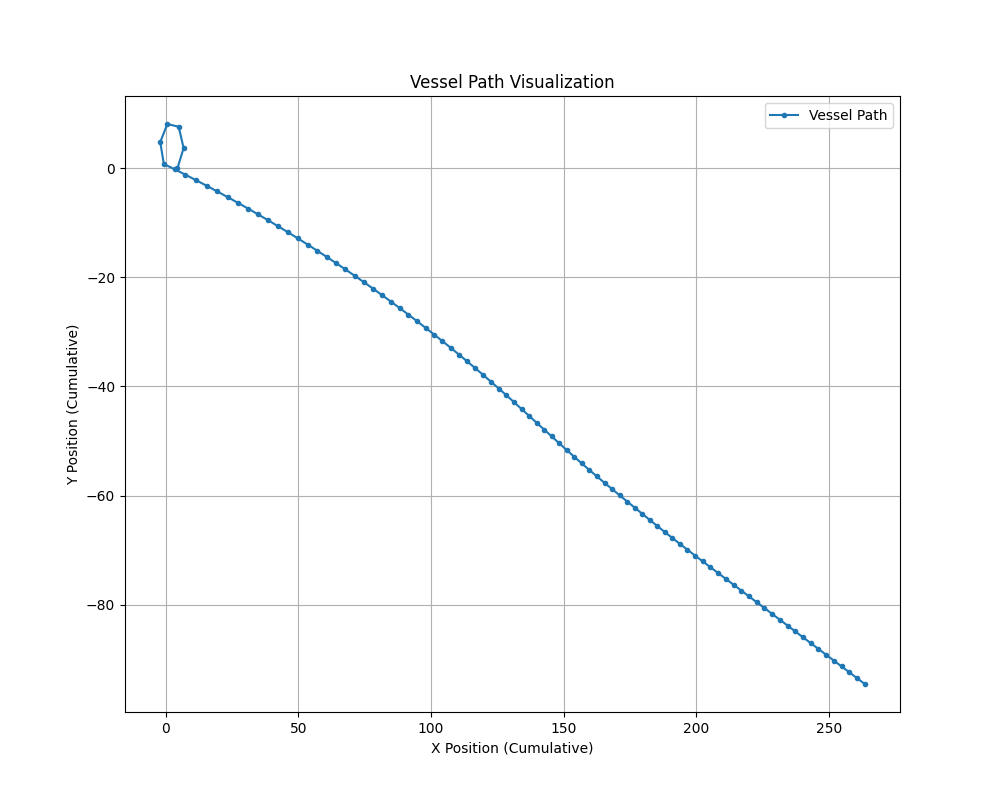 Vessel Path Visualization
Vessel Path
Y Position (Cumulative)
0
−20
−40
−60
−80
0
50
100
150
200
250
X Position (Cumulative)